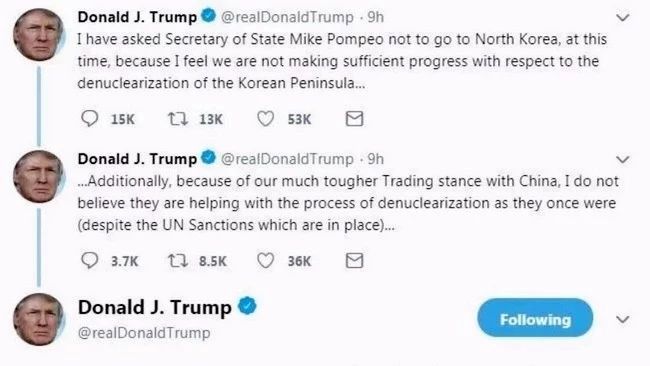 Donald J. Trump @realDonaldTrump · 9h
I have asked Secretary of State Mike Pompeo not to go to North Korea, at this
time, because I feel we are not making sufficient progress with respect to the
denuclearization of the Korean Peninsula...
15K 13K 53K
Donald J. Trump @realDonaldTrump · 9h
...Additionally, because of our much tougher Trading stance with China, I do not
believe they are helping with the process of denuclearization as they once were
(despite the UN Sanctions which are in place)...
3.7K 8.5K 36K
Donald J. Trump
@realDonaldTrump
Following